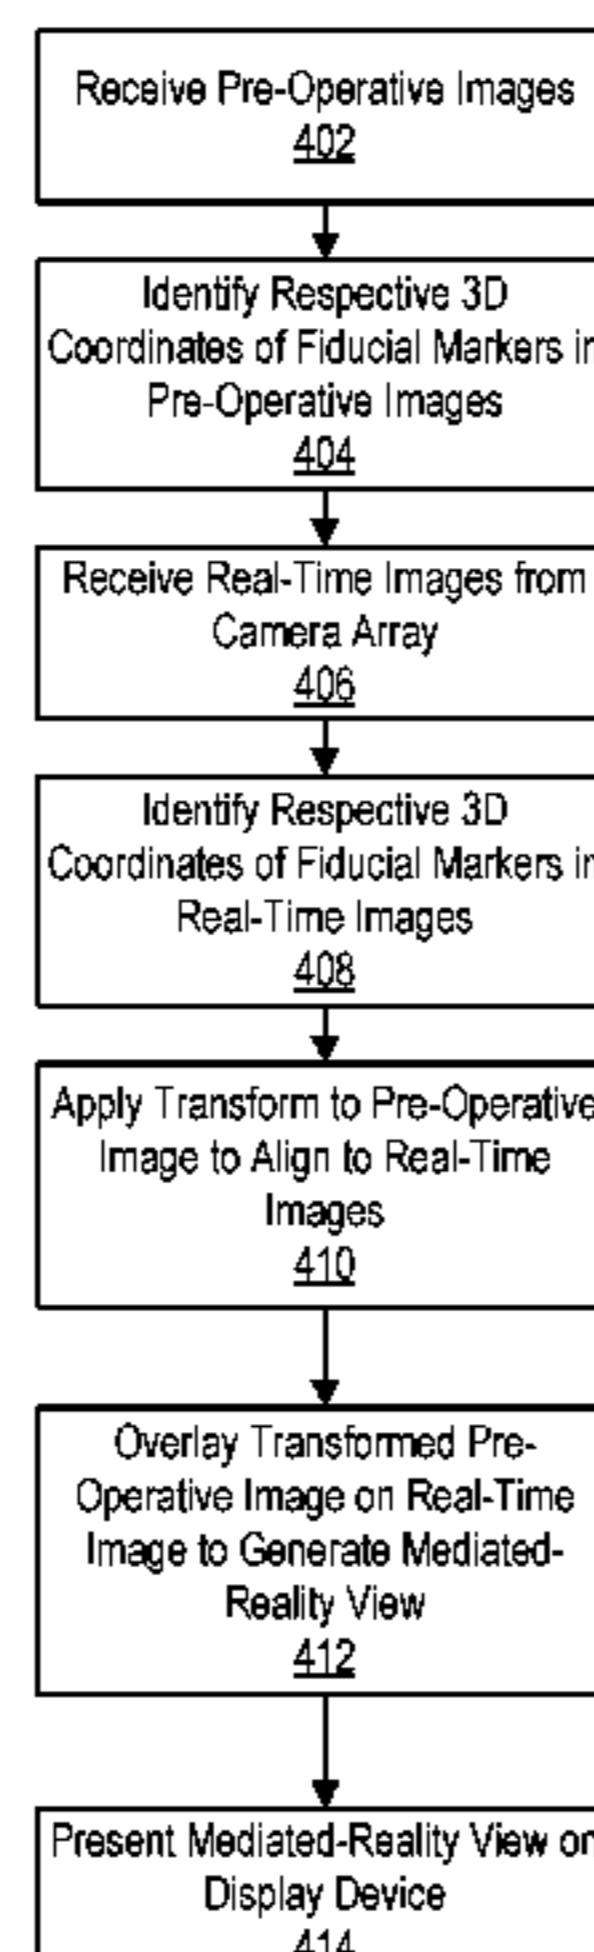 Receive Pre-Operative Images
402
Identify Respective 3D
Coordinates of Fiducial Markers in
Pre-Operative Images
404
Receive Real-Time Images from
Camera Array
406
Identify Respective 3D
Coordinates of Fiducial Markers in
Real-Time Images
408
Apply Transform to Pre-Operative
Image to Align to Real-Time
Images
410
Overlay Transformed Pre-
Operative Image on Real-Time
Image to Generate Mediated-
Reality View
412
Present Mediated-Reality View on
Display Device
414